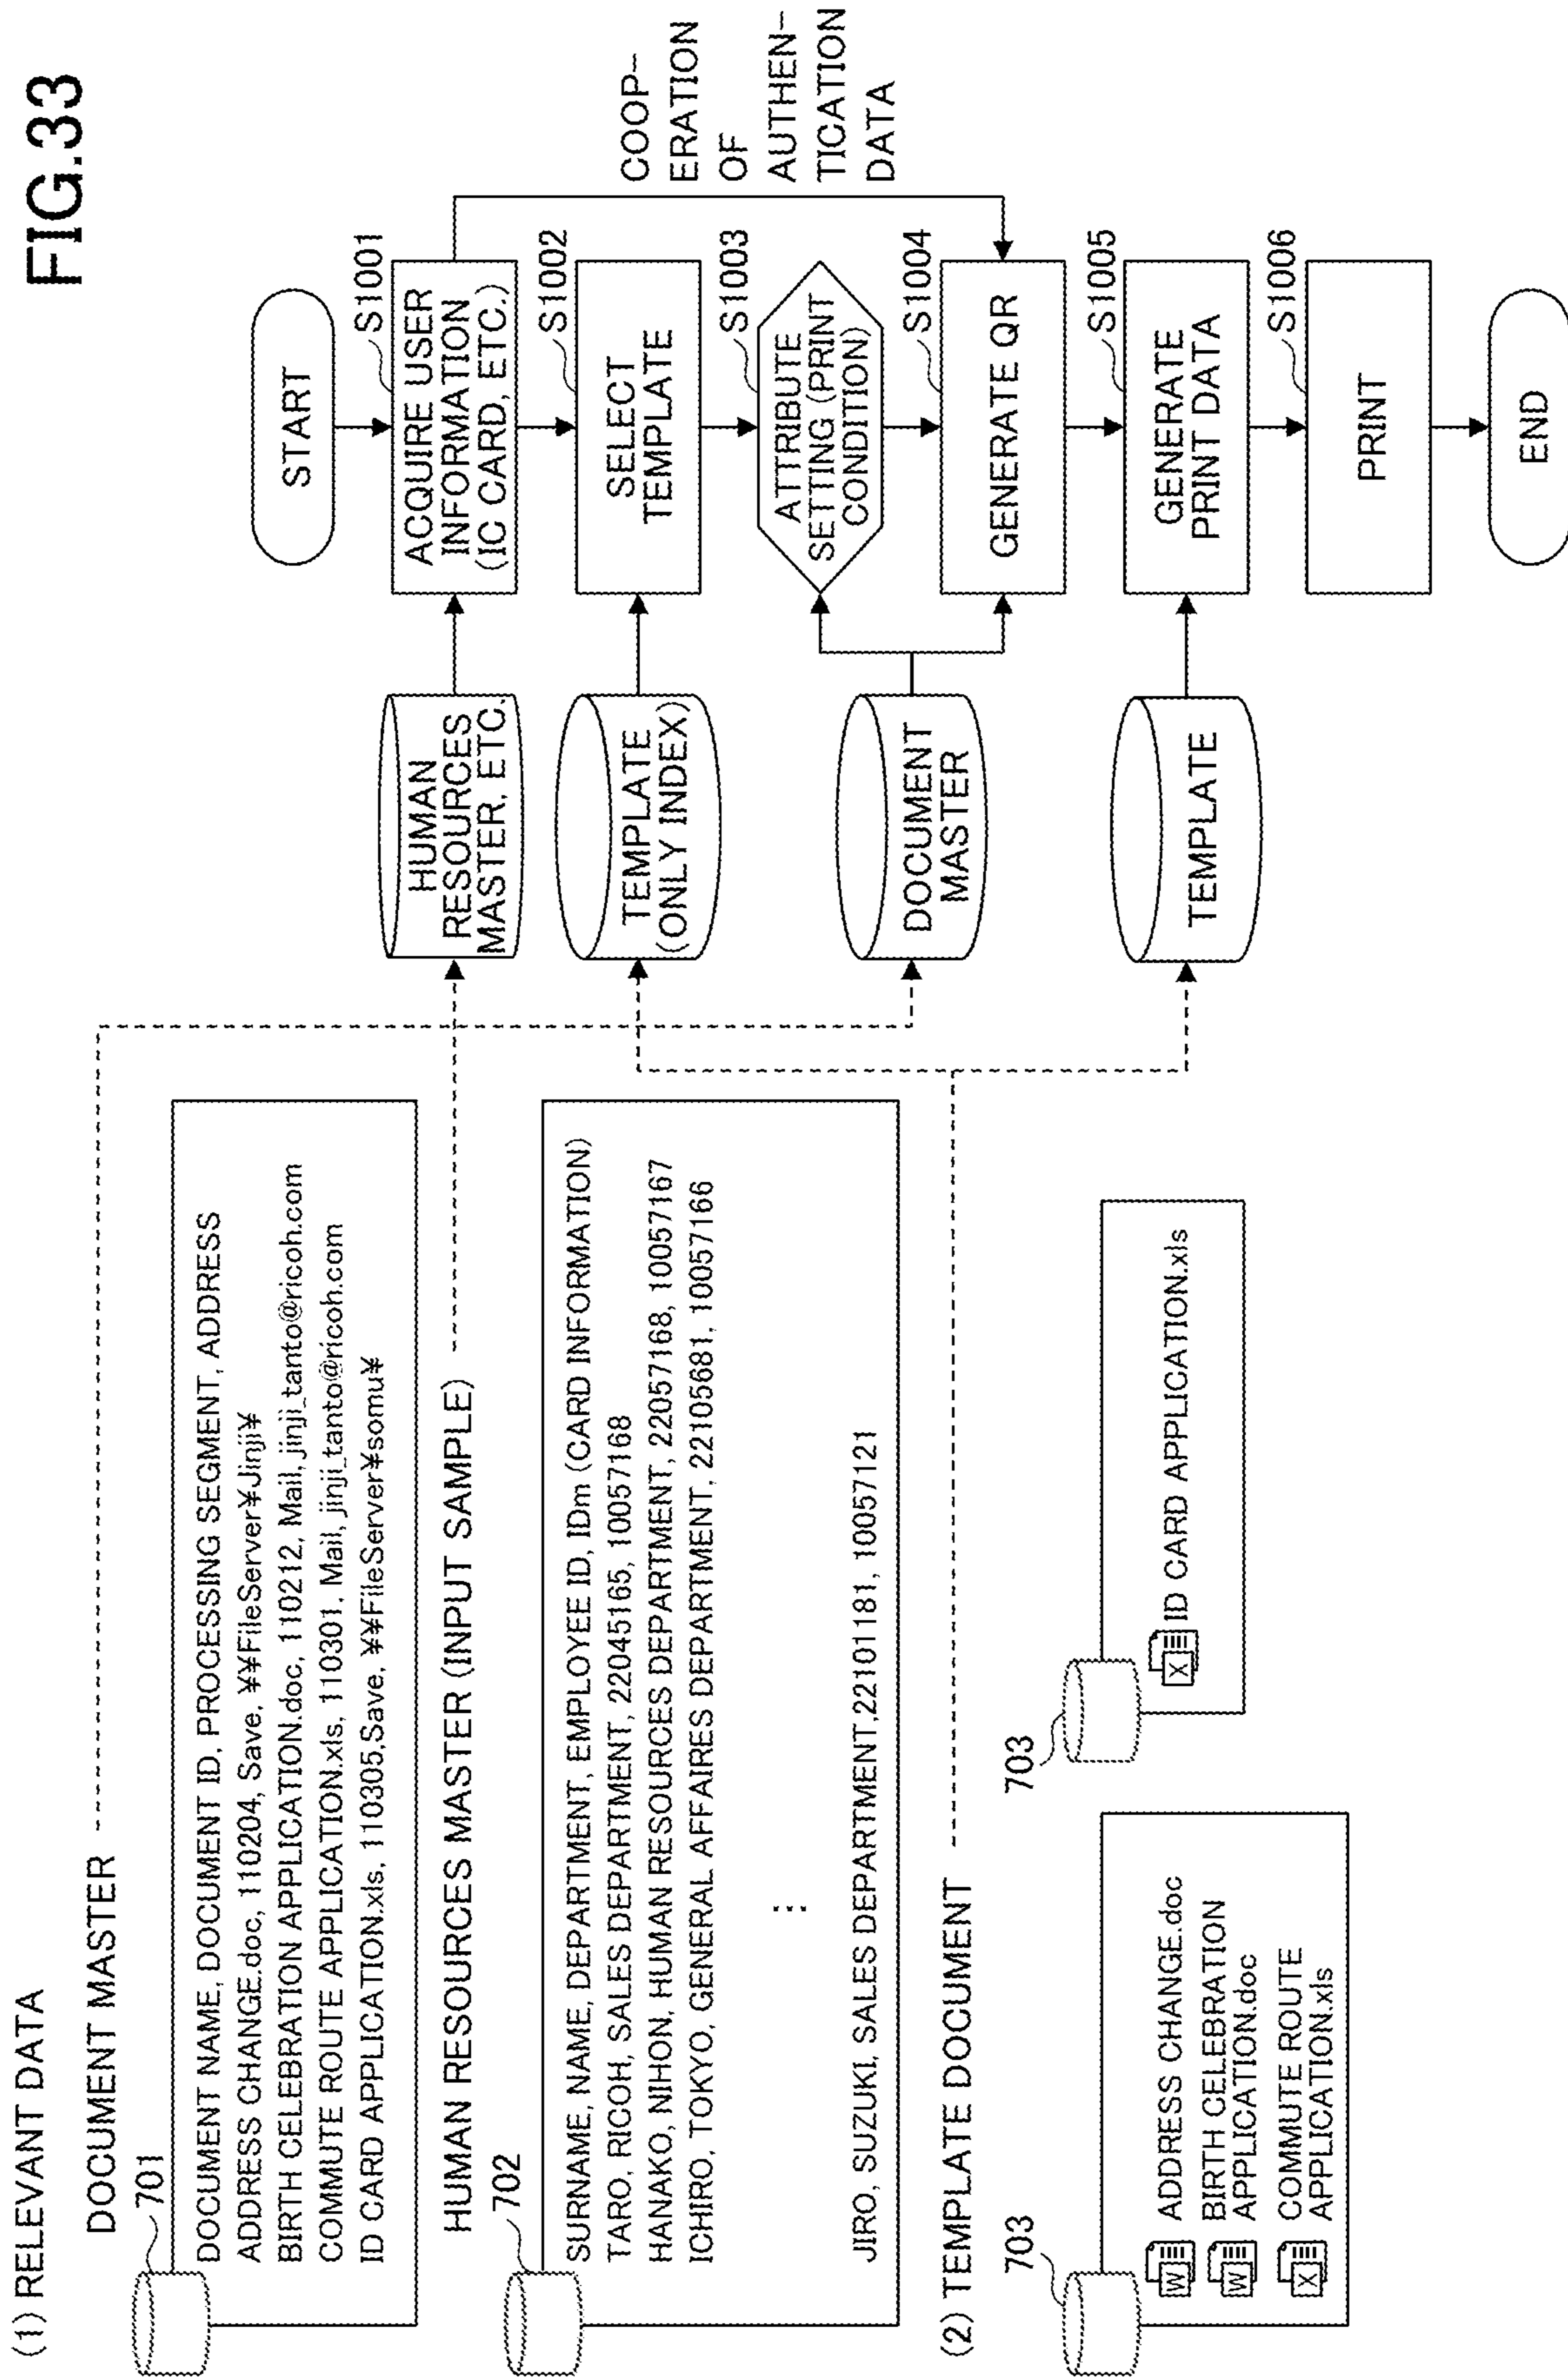 FIG.33
(1) RELEVANT DATA
DOCUMENT MASTER
701
DOCUMENT NAME, DOCUMENT ID, PROCESSING SEGMENT, ADDRESS
ADDRESS CHANGE.doc, 110204, Save, ¥¥FileServer¥Jinji¥
BIRTH CELEBRATION APPLICATION.doc, 110212, Mail, jinji_tanto@ricoh.com
COMMUTE ROUTE APPLICATION.xls, 110301, Mail, jinji_tanto@ricoh.com
ID CARD APPLICATION.xls, 110305,Save, ¥¥FileServer¥somu¥
HUMAN RESOURCES MASTER (INPUT SAMPLE)
702
SURNAME, NAME, DEPARTMENT, EMPLOYEE ID, IDm (CARD INFORMATION)
TARO, RICOH, SALES DEPARTMENT, 22045165, 10057168
HANAKO, NIHON, HUMAN RESOURCES DEPARTMENT, 22057168, 10057167
ICHIRO, TOKYO, GENERAL AFFAIRES DEPARTMENT, 22105681, 10057166
JIRO, SUZUKI, SALES DEPARTMENT,22101181, 10057121
(2) TEMPLATE DOCUMENT
703
W ADDRESS CHANGE.doc
W BIRTH CELEBRATION
APPLICATION.doc
X COMMUTE ROUTE
APPLICATION.xls
703
X ID CARD APPLICATION.xls
HUMAN
RESOURCES
MASTER, ETC.
TEMPLATE
(ONLY INDEX)
DOCUMENT
MASTER
TEMPLATE
START
S1001
ACQUIRE USER
INFORMATION
(IC CARD, ETC.)
S1002
SELECT
TEMPLATE
S1003
ATTRIBUTE
SETTING (PRINT
CONDITION)
S1004
GENERATE QR
S1005
GENERATE
PRINT DATA
S1006
PRINT
END
COOP-
ERATION
OF
AUTHEN-
TICATION
DATA